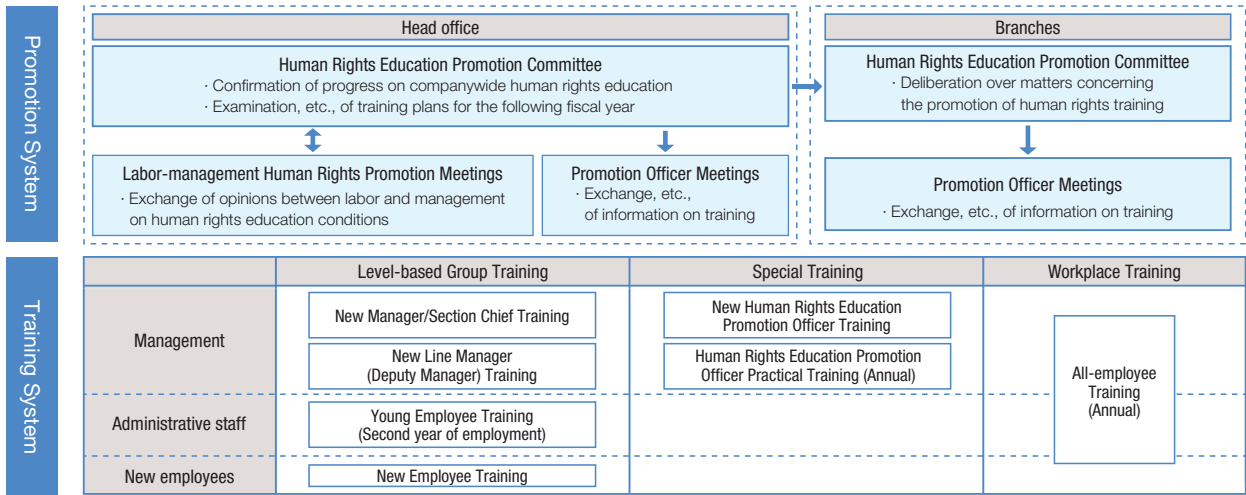 Promotion System
Head office
Human Rights Education Promotion Committee
· Confirmation of progress on companywide human rights education
· Examination, etc., of training plans for the following fiscal year
Labor-management Human Rights Promotion Meetings
· Exchange of opinions between labor and management
on human rights education conditions
Promotion Officer Meetings
· Exchange, etc.,
of information on training
Branches
Human Rights Education Promotion Committee
· Deliberation over matters concerning
the promotion of human rights training
Promotion Officer Meetings
· Exchange, etc., of information on training
Training System
Level-based Group Training
Special Training
Workplace Training
Management
New Manager/Section Chief Training
New Line Manager
(Deputy Manager) Training
New Human Rights Education
Promotion Officer Training
Human Rights Education Promotion
Officer Practical Training (Annual)
All-employee
Training
(Annual)
Administrative staff
Young Employee Training
(Second year of employment)
New employees
New Employee Training